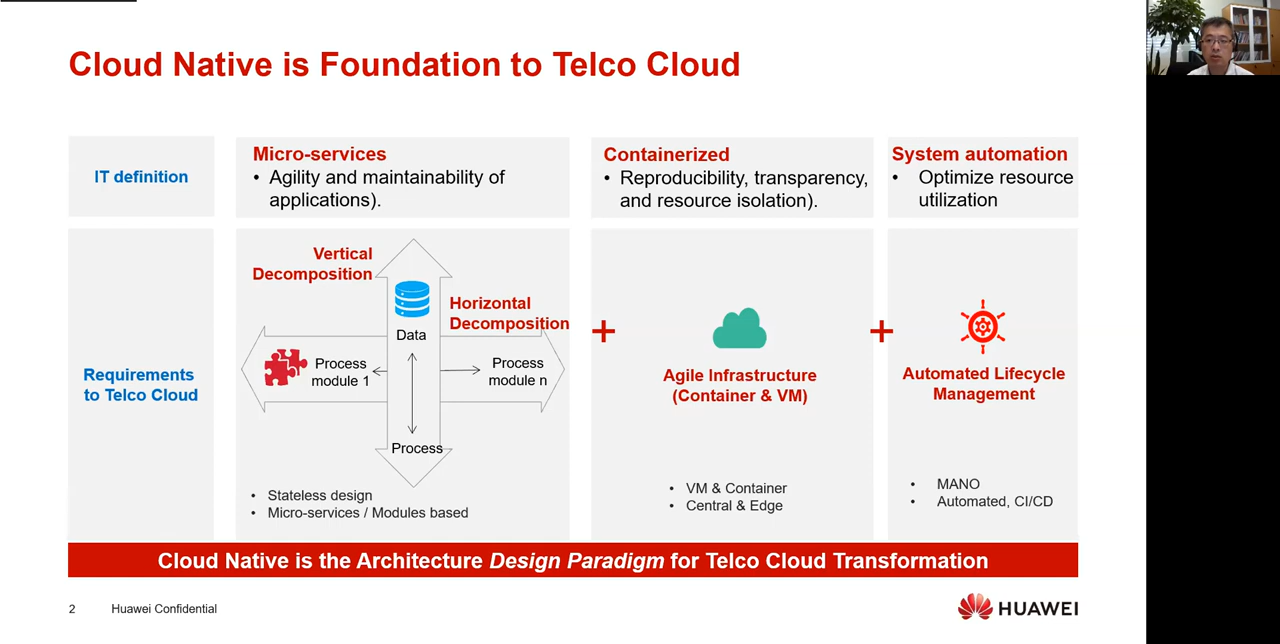 Cloud Native is Foundation to Telco Cloud
IT definition
Micro-services
• Agility and maintainability of
applications).
Containerized
• Reproducibility, transparency,
and resource isolation).
System automation
• Optimize resource
utilization
Requirements
to Telco Cloud
Vertical
Decomposition
Horizontal
Decomposition
Data
Process
module 1
Process
module n
Process
• Stateless design
• Micro-services / Modules based
+
Agile Infrastructure
(Container & VM)
• VM & Container
• Central & Edge
+
Automated Lifecycle
Management
• MANO
• Automated, CI/CD
Cloud Native is the Architecture Design Paradigm for Telco Cloud Transformation
2 Huawei Confidential
HUAWEI